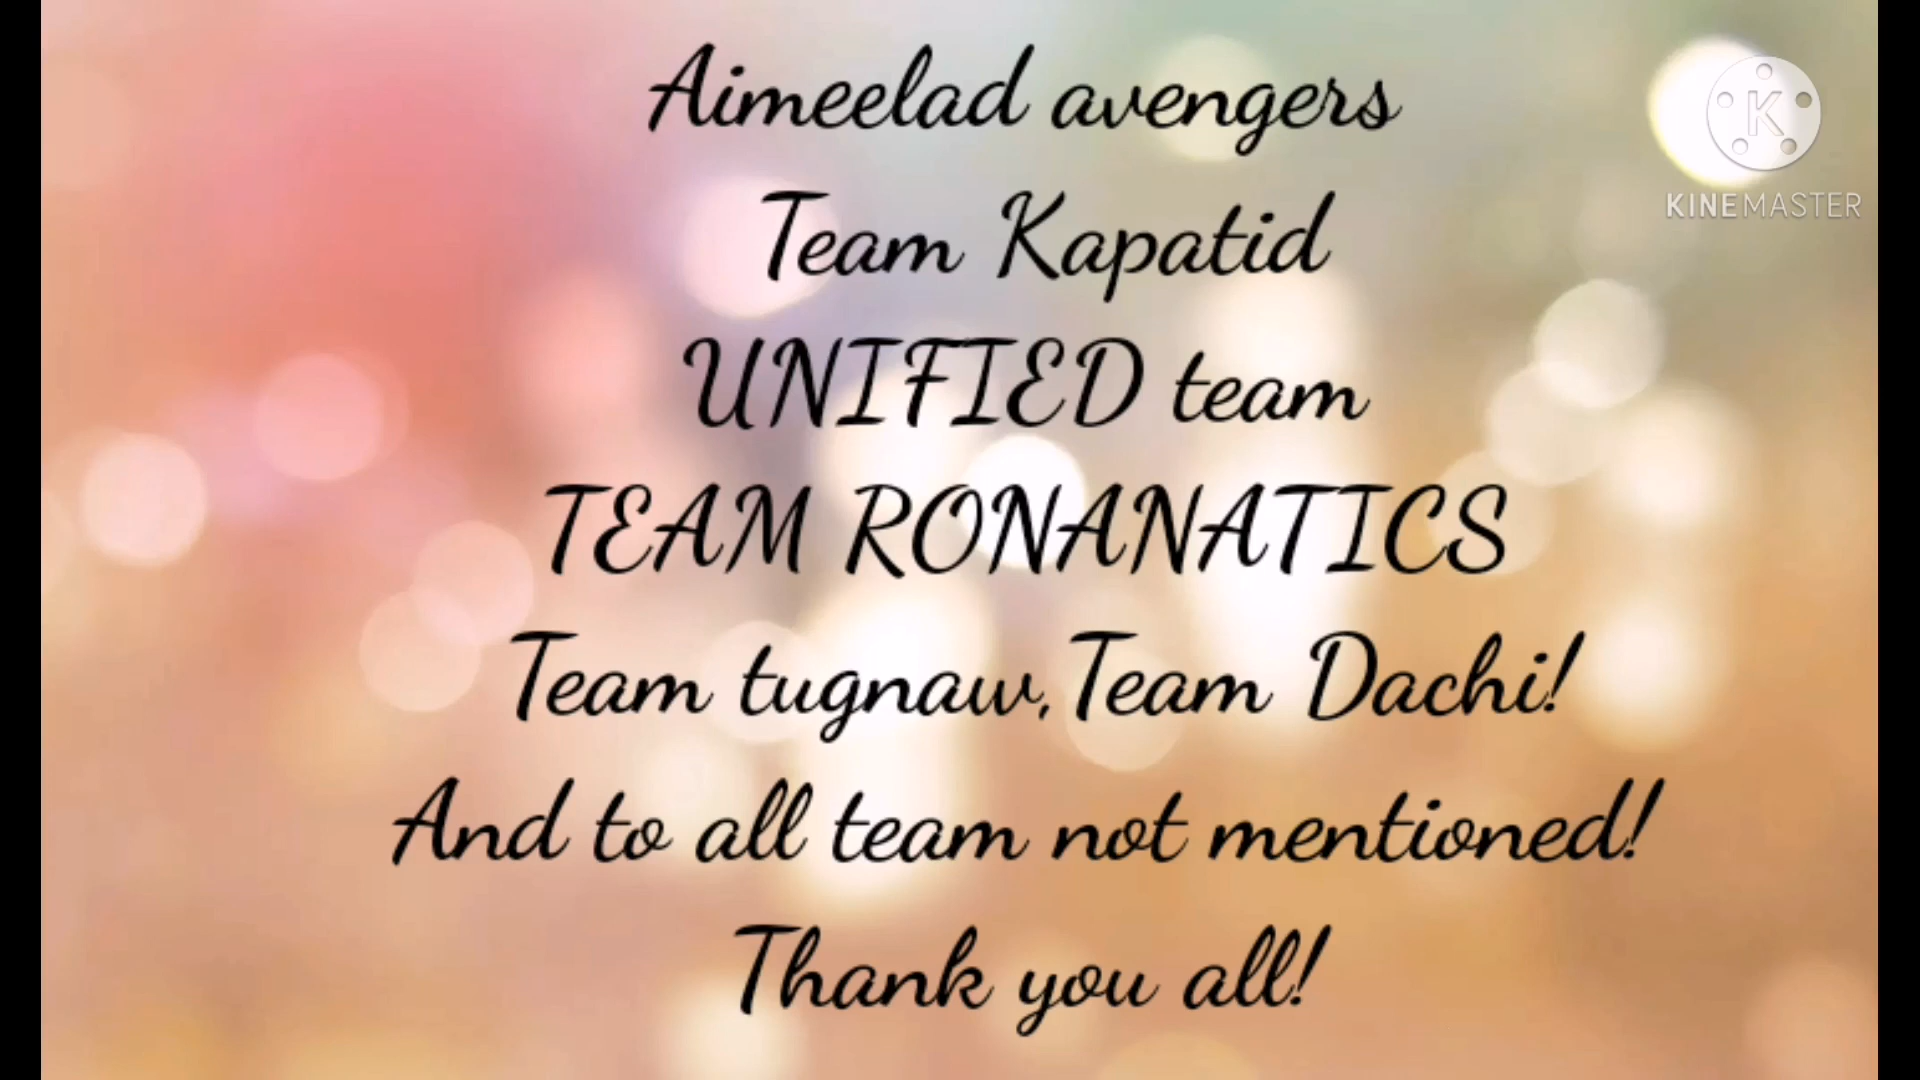 Aimeelad avengers
Team Kapatid
UNIFIED team
TEAM RONANATICS
Team tugnaw,Team Dachi!
And to all team not mentioned!
Thank you all!
K
KINEMASTER